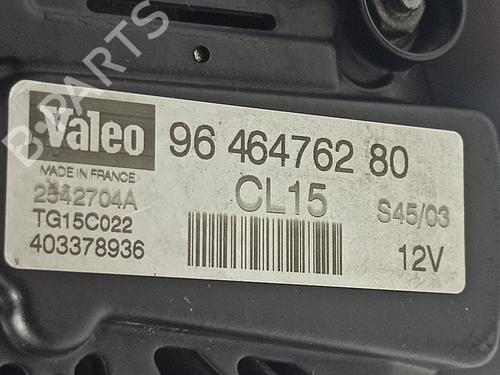 B-PARTS
Valeo
96 464762 80
MADE IN FRANCE
CL15
2542704A
S45/03
TG15C022
403378936
12V